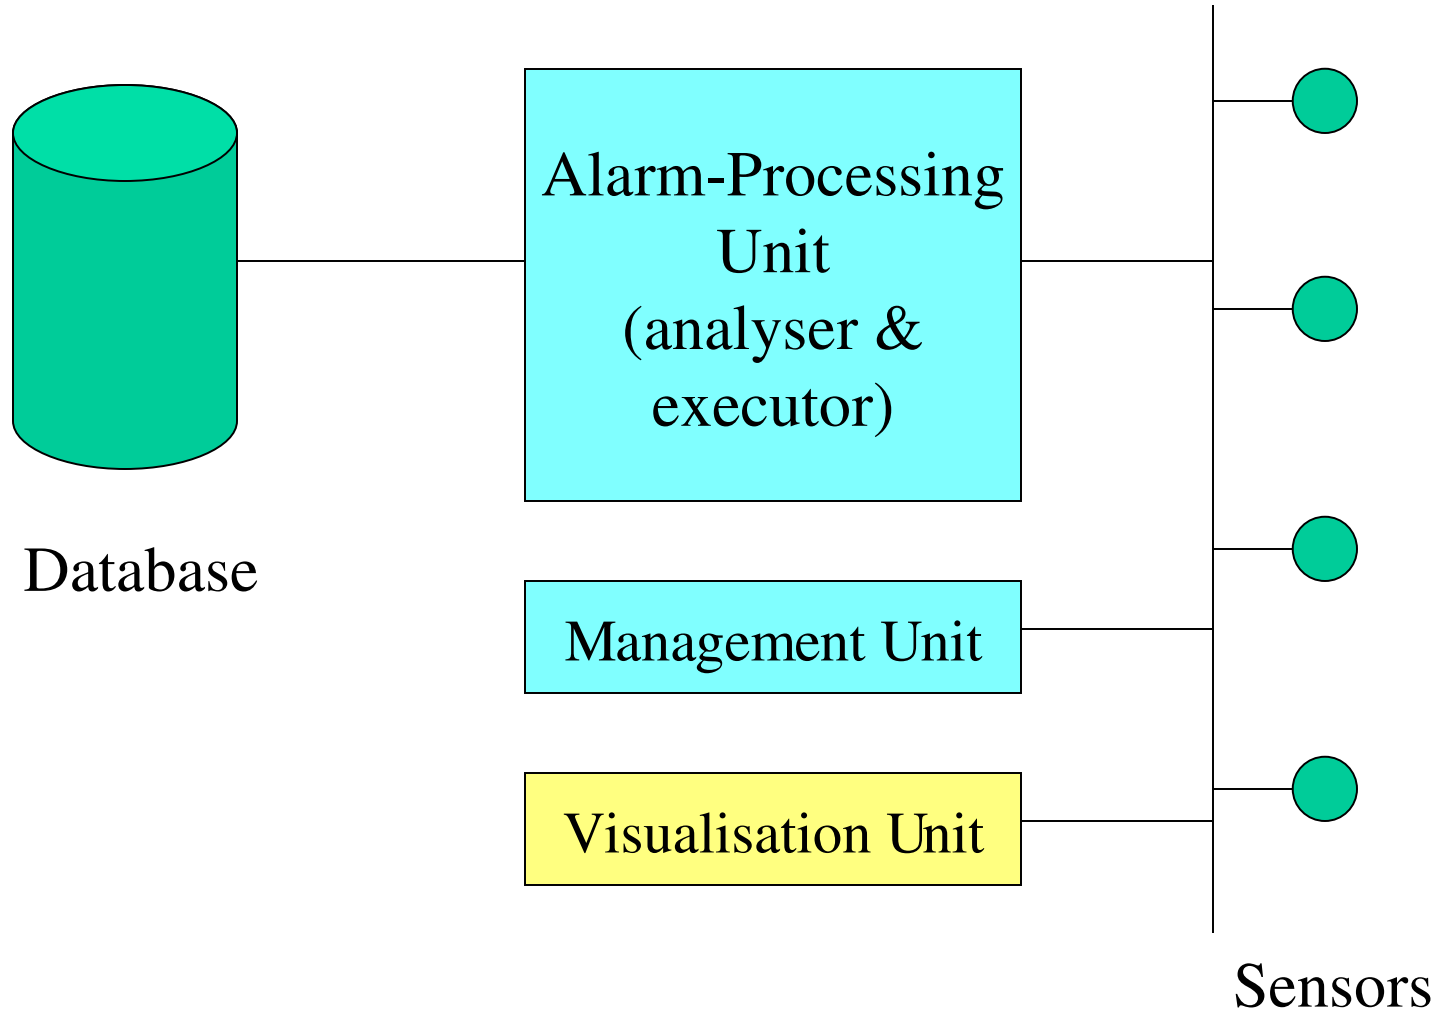 Alarm-Processing
Unit
(analyser &
executor)
Database
Management Unit
Visualisation Unit
Sensors